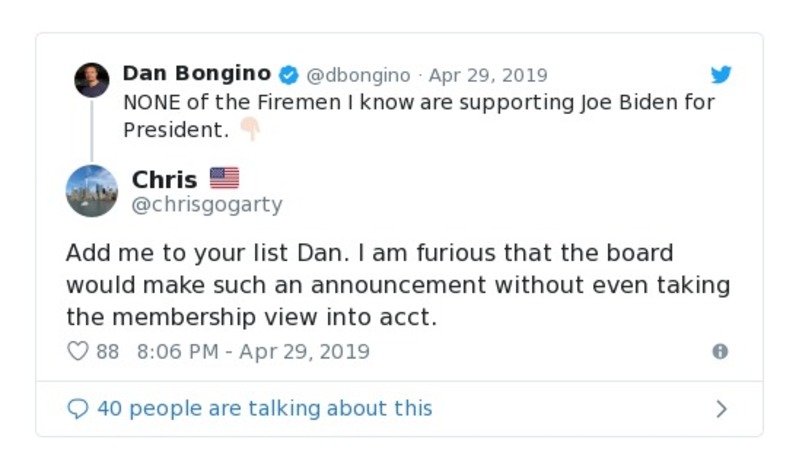 Dan Bongino @dbongino · Apr 29, 2019
NONE of the Firemen I know are supporting Joe Biden for
President. 👇🏻
Chris 🇺🇸
@chrisgogarty
Add me to your list Dan. I am furious that the board
would make such an announcement without even taking
the membership view into acct.
88 8:06 PM - Apr 29, 2019
40 people are talking about this